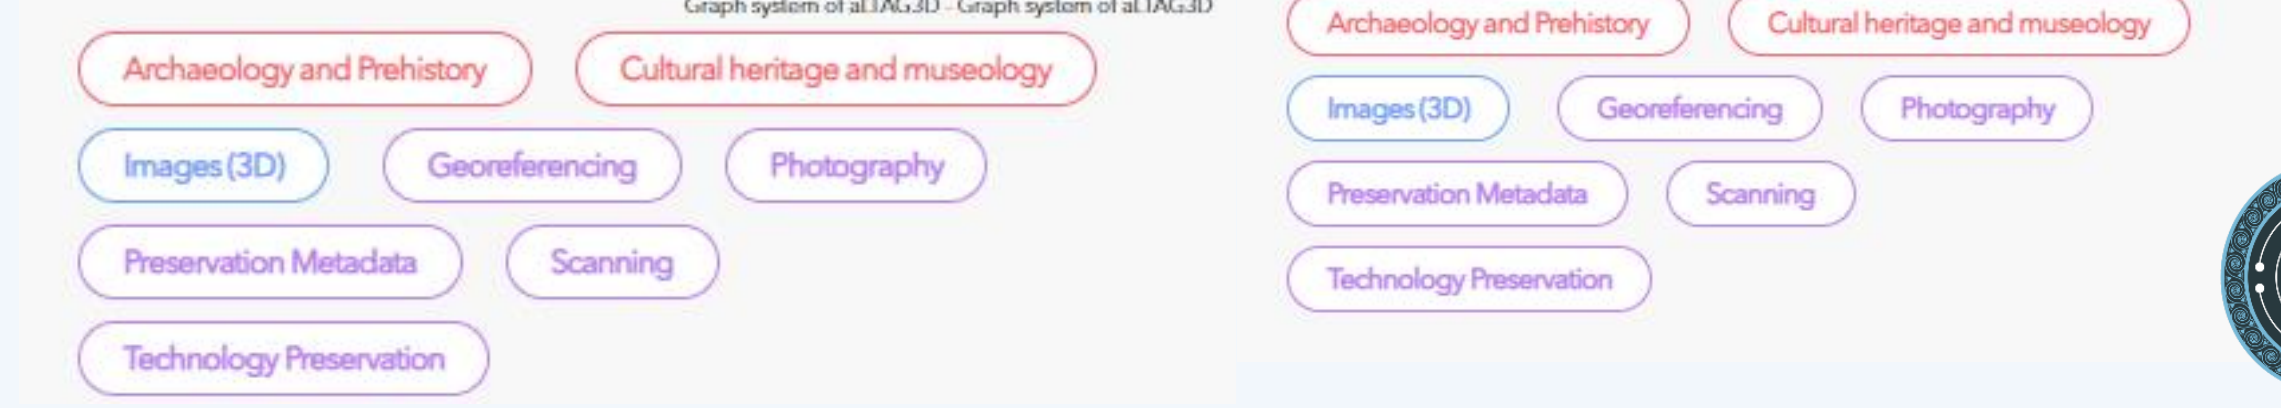 Graph system of aLTAG3D - Graph system of aLTAG3D
Archaeology and Prehistory Cultural heritage and museology
Images (3D) Georeferencing Photography
Preservation Metadata Scanning
Technology Preservation
Archaeology and Prehistory Cultural heritage and museology
Images (3D) Georeferencing Photography
Preservation Metadata Scanning
Technology Preservation